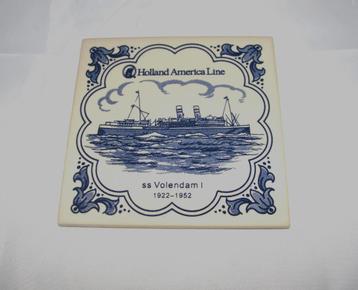 Holland America Line
ss Volendam I
1922-1952